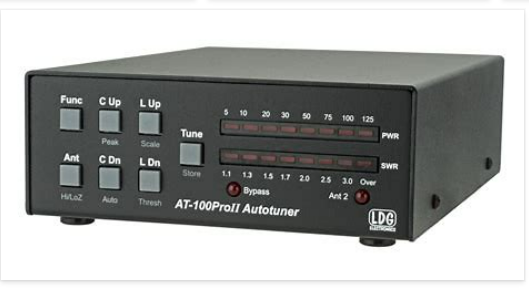 Func C Up L Up
5 10 20 30 50 75 100 125
PWR
Tune
Peak Scale
SWR
Ant C Dn L Dn
Store
1.1 1.3 1.5 1.7 2.0 2.5 3.0 Over
Bypass Ant 2
Hi/LoZ Auto Thresh
AT-100ProII Autotuner
LDG
ELECTRONICS